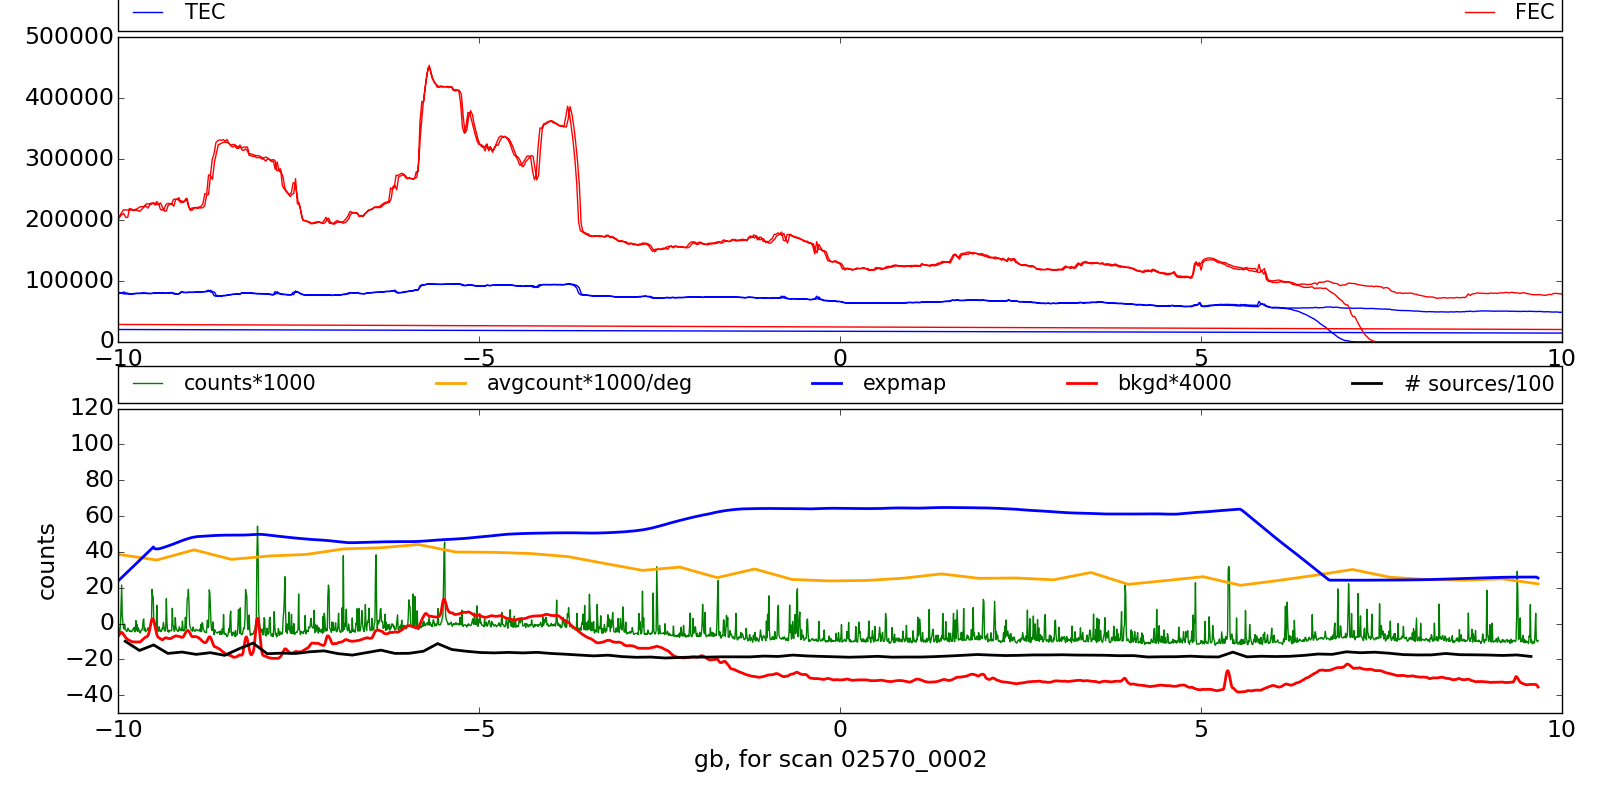 TEC FEC
500000
400000
300000
200000
100000
0
−10 −5 0 5 10
counts*1000 avgcount*1000/deg expmap bkgd*4000 # sources/100
120
100
80
60
40
20
0
−20
−40
counts
−10 −5 0 5 10
gb, for scan 02570_0002